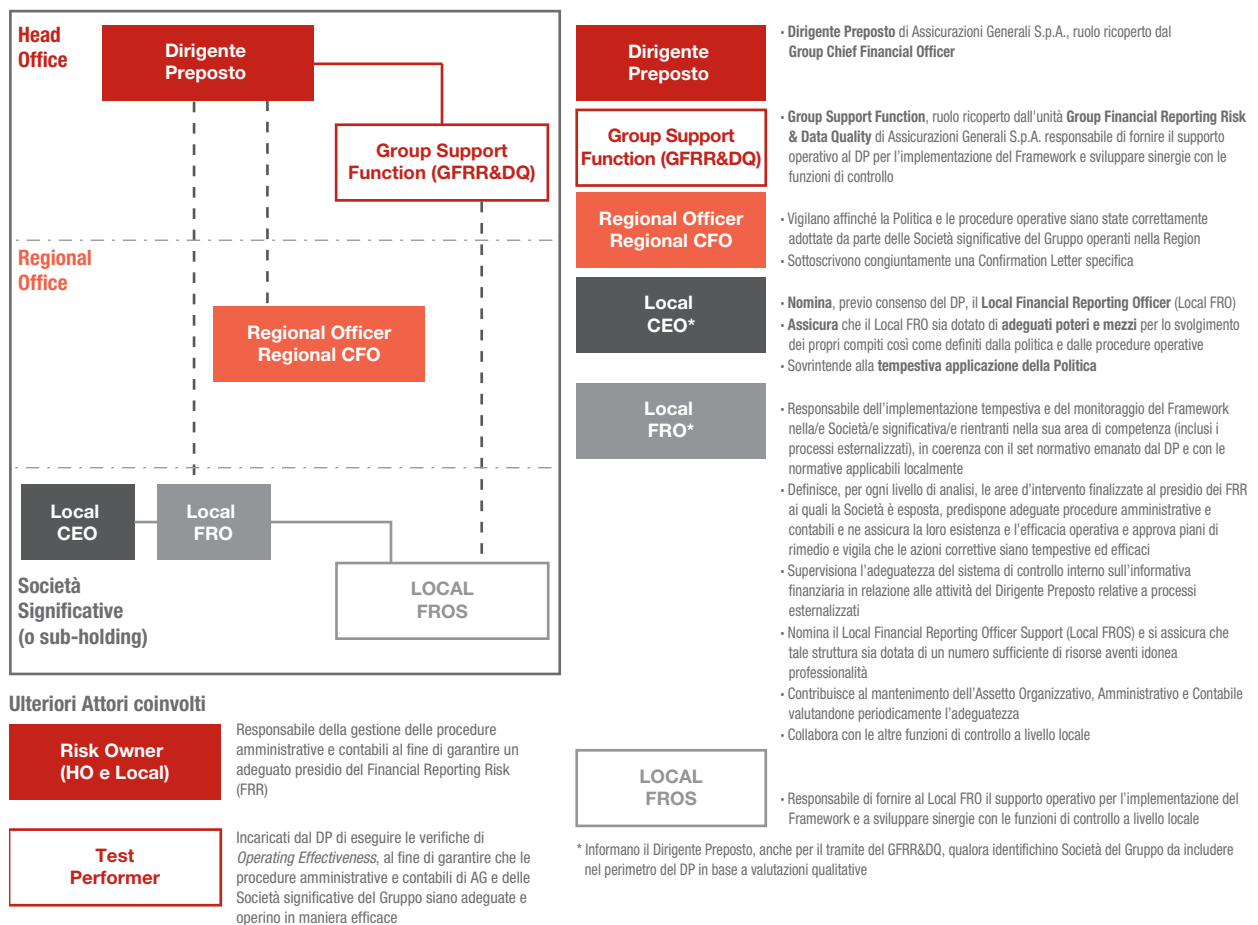 Head
Office
Dirigente
Preposto
Group Support
Function (GFRR&DQ)
Regional
Office
Regional Officer
Regional CFO
Local
CEO
Local
FRO
LOCAL
FROS
Società
Significative
(o sub-holding)
Ulteriori Attori coinvolti
Risk Owner
(HO e Local)
Responsabile della gestione delle procedure
amministrative e contabili al fine di garantire un
adeguato presidio del Financial Reporting Risk
(FRR)
Test
Performer
Incaricati dal DP di eseguire le verifiche di
Operating Effectiveness, al fine di garantire che le
procedure amministrative e contabili di AG e delle
Società significative del Gruppo siano adeguate e
operino in maniera efficace
Dirigente
Preposto
· Dirigente Preposto di Assicurazioni Generali S.p.A., ruolo ricoperto dal
Group Chief Financial Officer
Group Support
Function (GFRR&DQ)
· Group Support Function, ruolo ricoperto dall'unità Group Financial Reporting Risk
& Data Quality di Assicurazioni Generali S.p.A. responsabile di fornire il supporto
operativo al DP per l'implementazione del Framework e sviluppare sinergie con le
funzioni di controllo
Regional Officer
Regional CFO
· Vigilano affinché la Politica e le procedure operative siano state correttamente
adottate da parte delle Società significative del Gruppo operanti nella Region
· Sottoscrivono congiuntamente una Confirmation Letter specifica
Local
CEO*
· Nomina, previo consenso del DP, il Local Financial Reporting Officer (Local FRO)
· Assicura che il Local FRO sia dotato di adeguati poteri e mezzi per lo svolgimento
dei propri compiti così come definiti dalla politica e dalle procedure operative
· Sovrintende alla tempestiva applicazione della Politica
Local
FRO*
· Responsabile dell'implementazione tempestiva e del monitoraggio del Framework
nella/e Società/e significativa/e rientranti nella sua area di competenza (inclusi i
processi esternalizzati), in coerenza con il set normativo emanato dal DP e con le
normative applicabili localmente
· Definisce, per ogni livello di analisi, le aree d'intervento finalizzate al presidio dei FRR
ai quali la Società è esposta, predispone adeguate procedure amministrative e
contabili e ne assicura la loro esistenza e l'efficacia operativa e approva piani di
rimedio e vigila che le azioni correttive siano tempestive ed efficaci
· Supervisiona l'adeguatezza del sistema di controllo interno sull'informativa
finanziaria in relazione alle attività del Dirigente Preposto relative a processi
esternalizzati
· Nomina il Local Financial Reporting Officer Support (Local FROS) e si assicura che
tale struttura sia dotata di un numero sufficiente di risorse aventi idonea
professionalità
· Contribuisce al mantenimento dell'Assetto Organizzativo, Amministrativo e Contabile
valutandone periodicamente l'adeguatezza
· Collabora con le altre funzioni di controllo a livello locale
LOCAL
FROS
· Responsabile di fornire al Local FRO il supporto operativo per l'implementazione del
Framework e a sviluppare sinergie con le funzioni di controllo a livello locale
* Informano il Dirigente Preposto, anche per il tramite del GFRR&DQ, qualora identifichino Società del Gruppo da includere
nel perimetro del DP in base a valutazioni qualitative